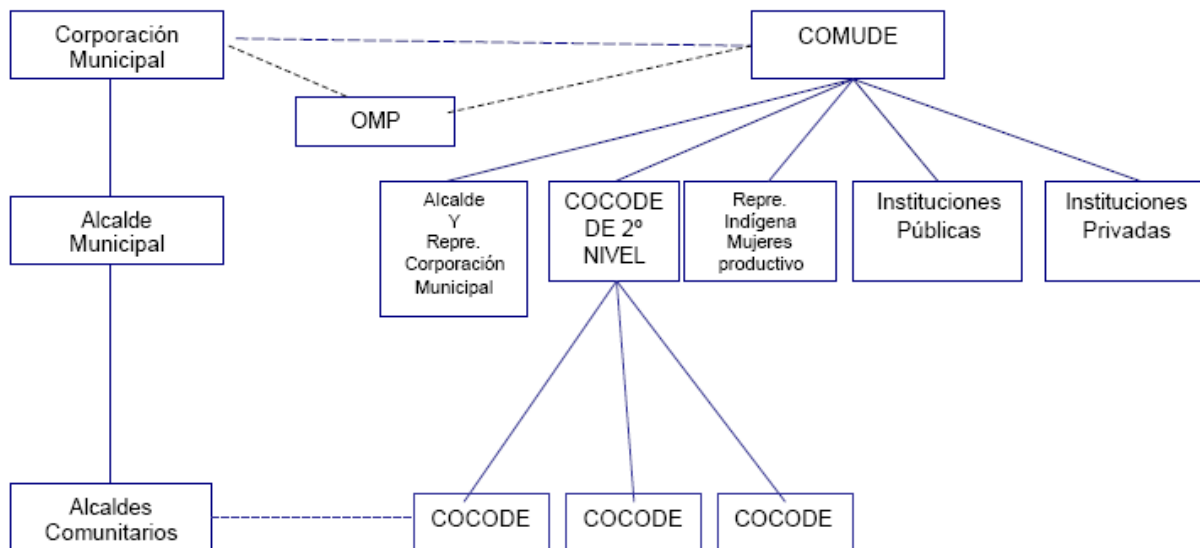 Corporación
Municipal
COMUDE
OMP
Alcalde
Municipal
Alcalde
Y
Repre.
Corporación
Municipal
COCODE
DE 2º
NIVEL
Repre.
Indígena
Mujeres
productivo
Instituciones
Públicas
Instituciones
Privadas
Alcaldes
Comunitarios
COCODE
COCODE
COCODE